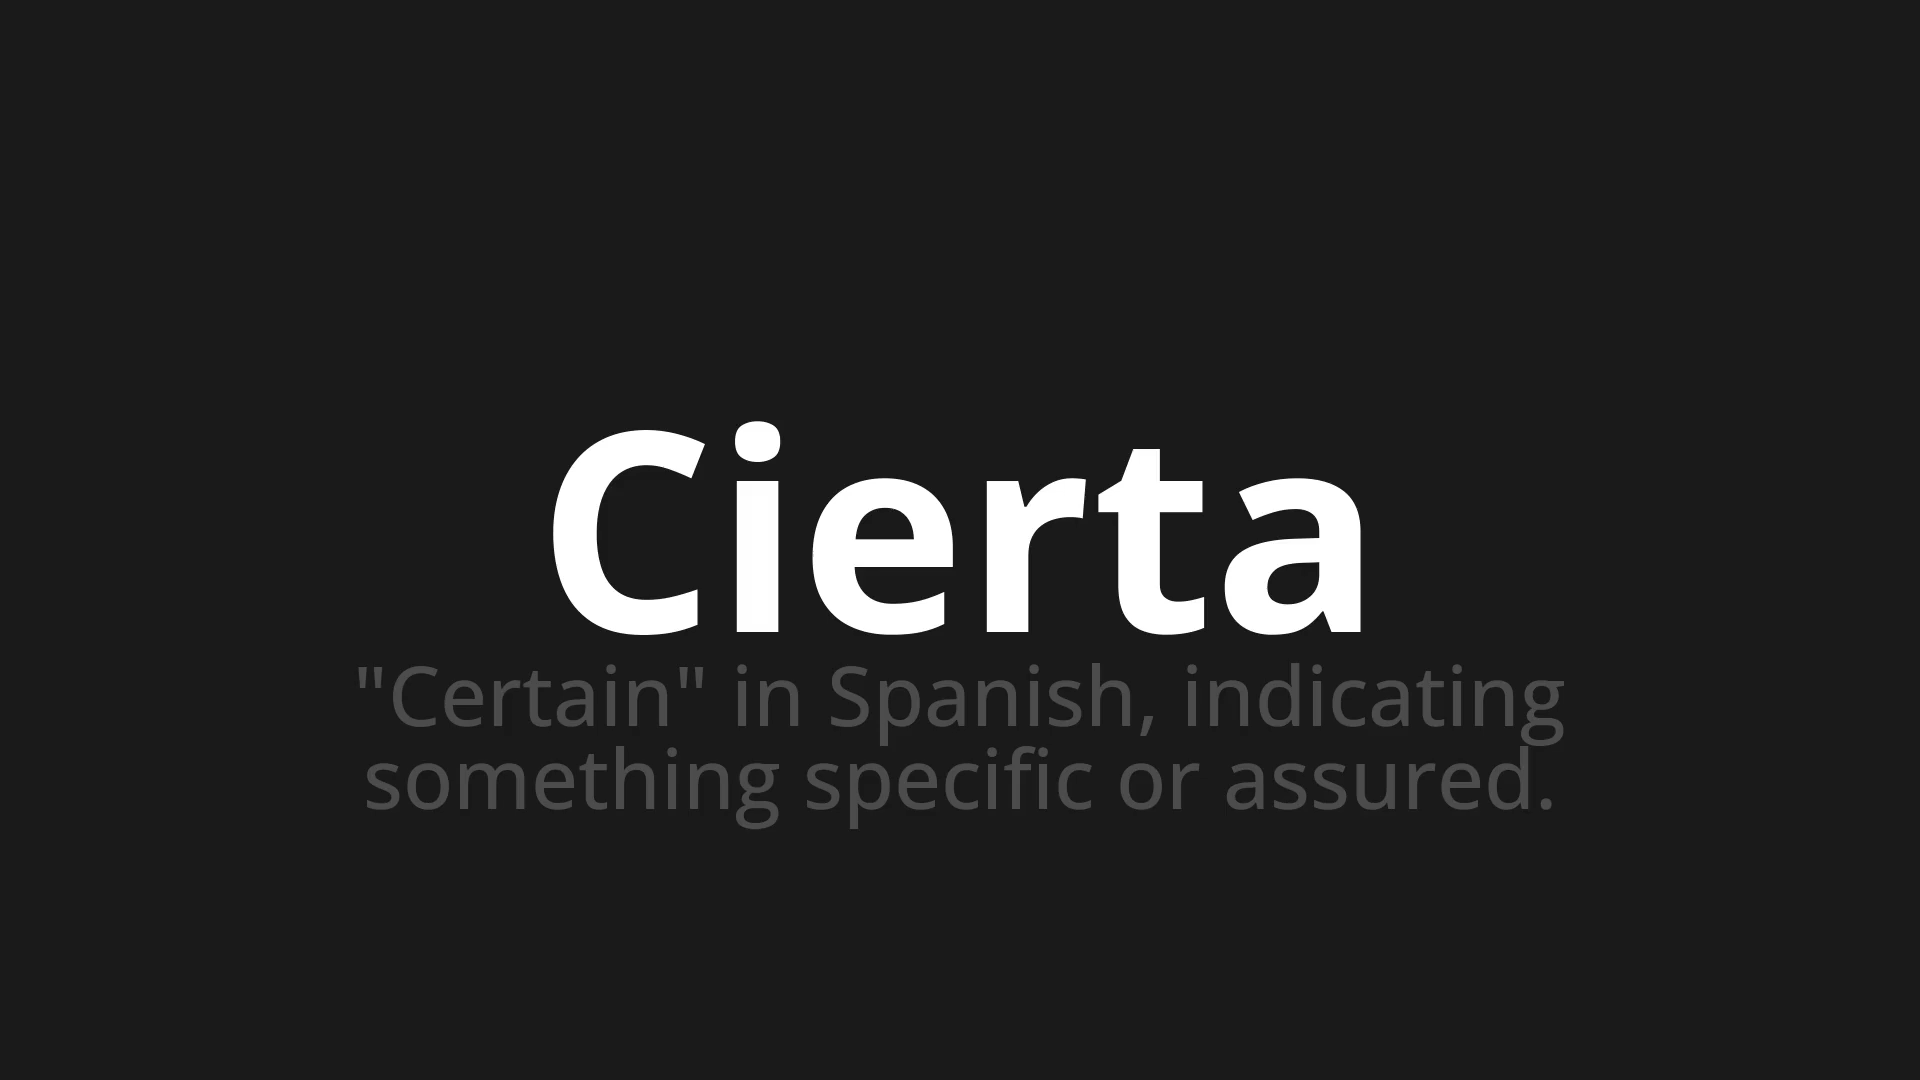 Cierta
"Certain" in Spanish, indicating
something specific or assured.